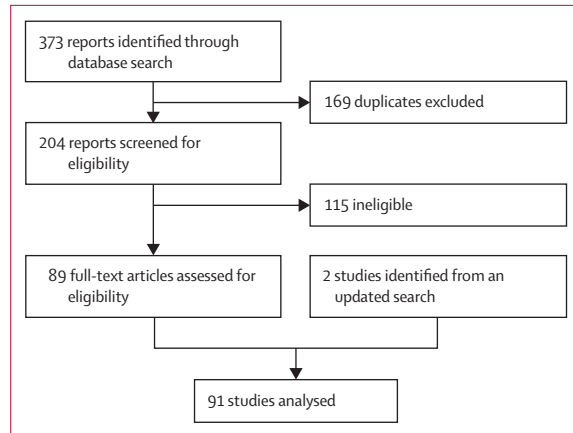 373 reports identified through
database search
169 duplicates excluded
204 reports screened for
eligibility
115 ineligible
89 full-text articles assessed for
eligibility
2 studies identified from an
updated search
91 studies analysed